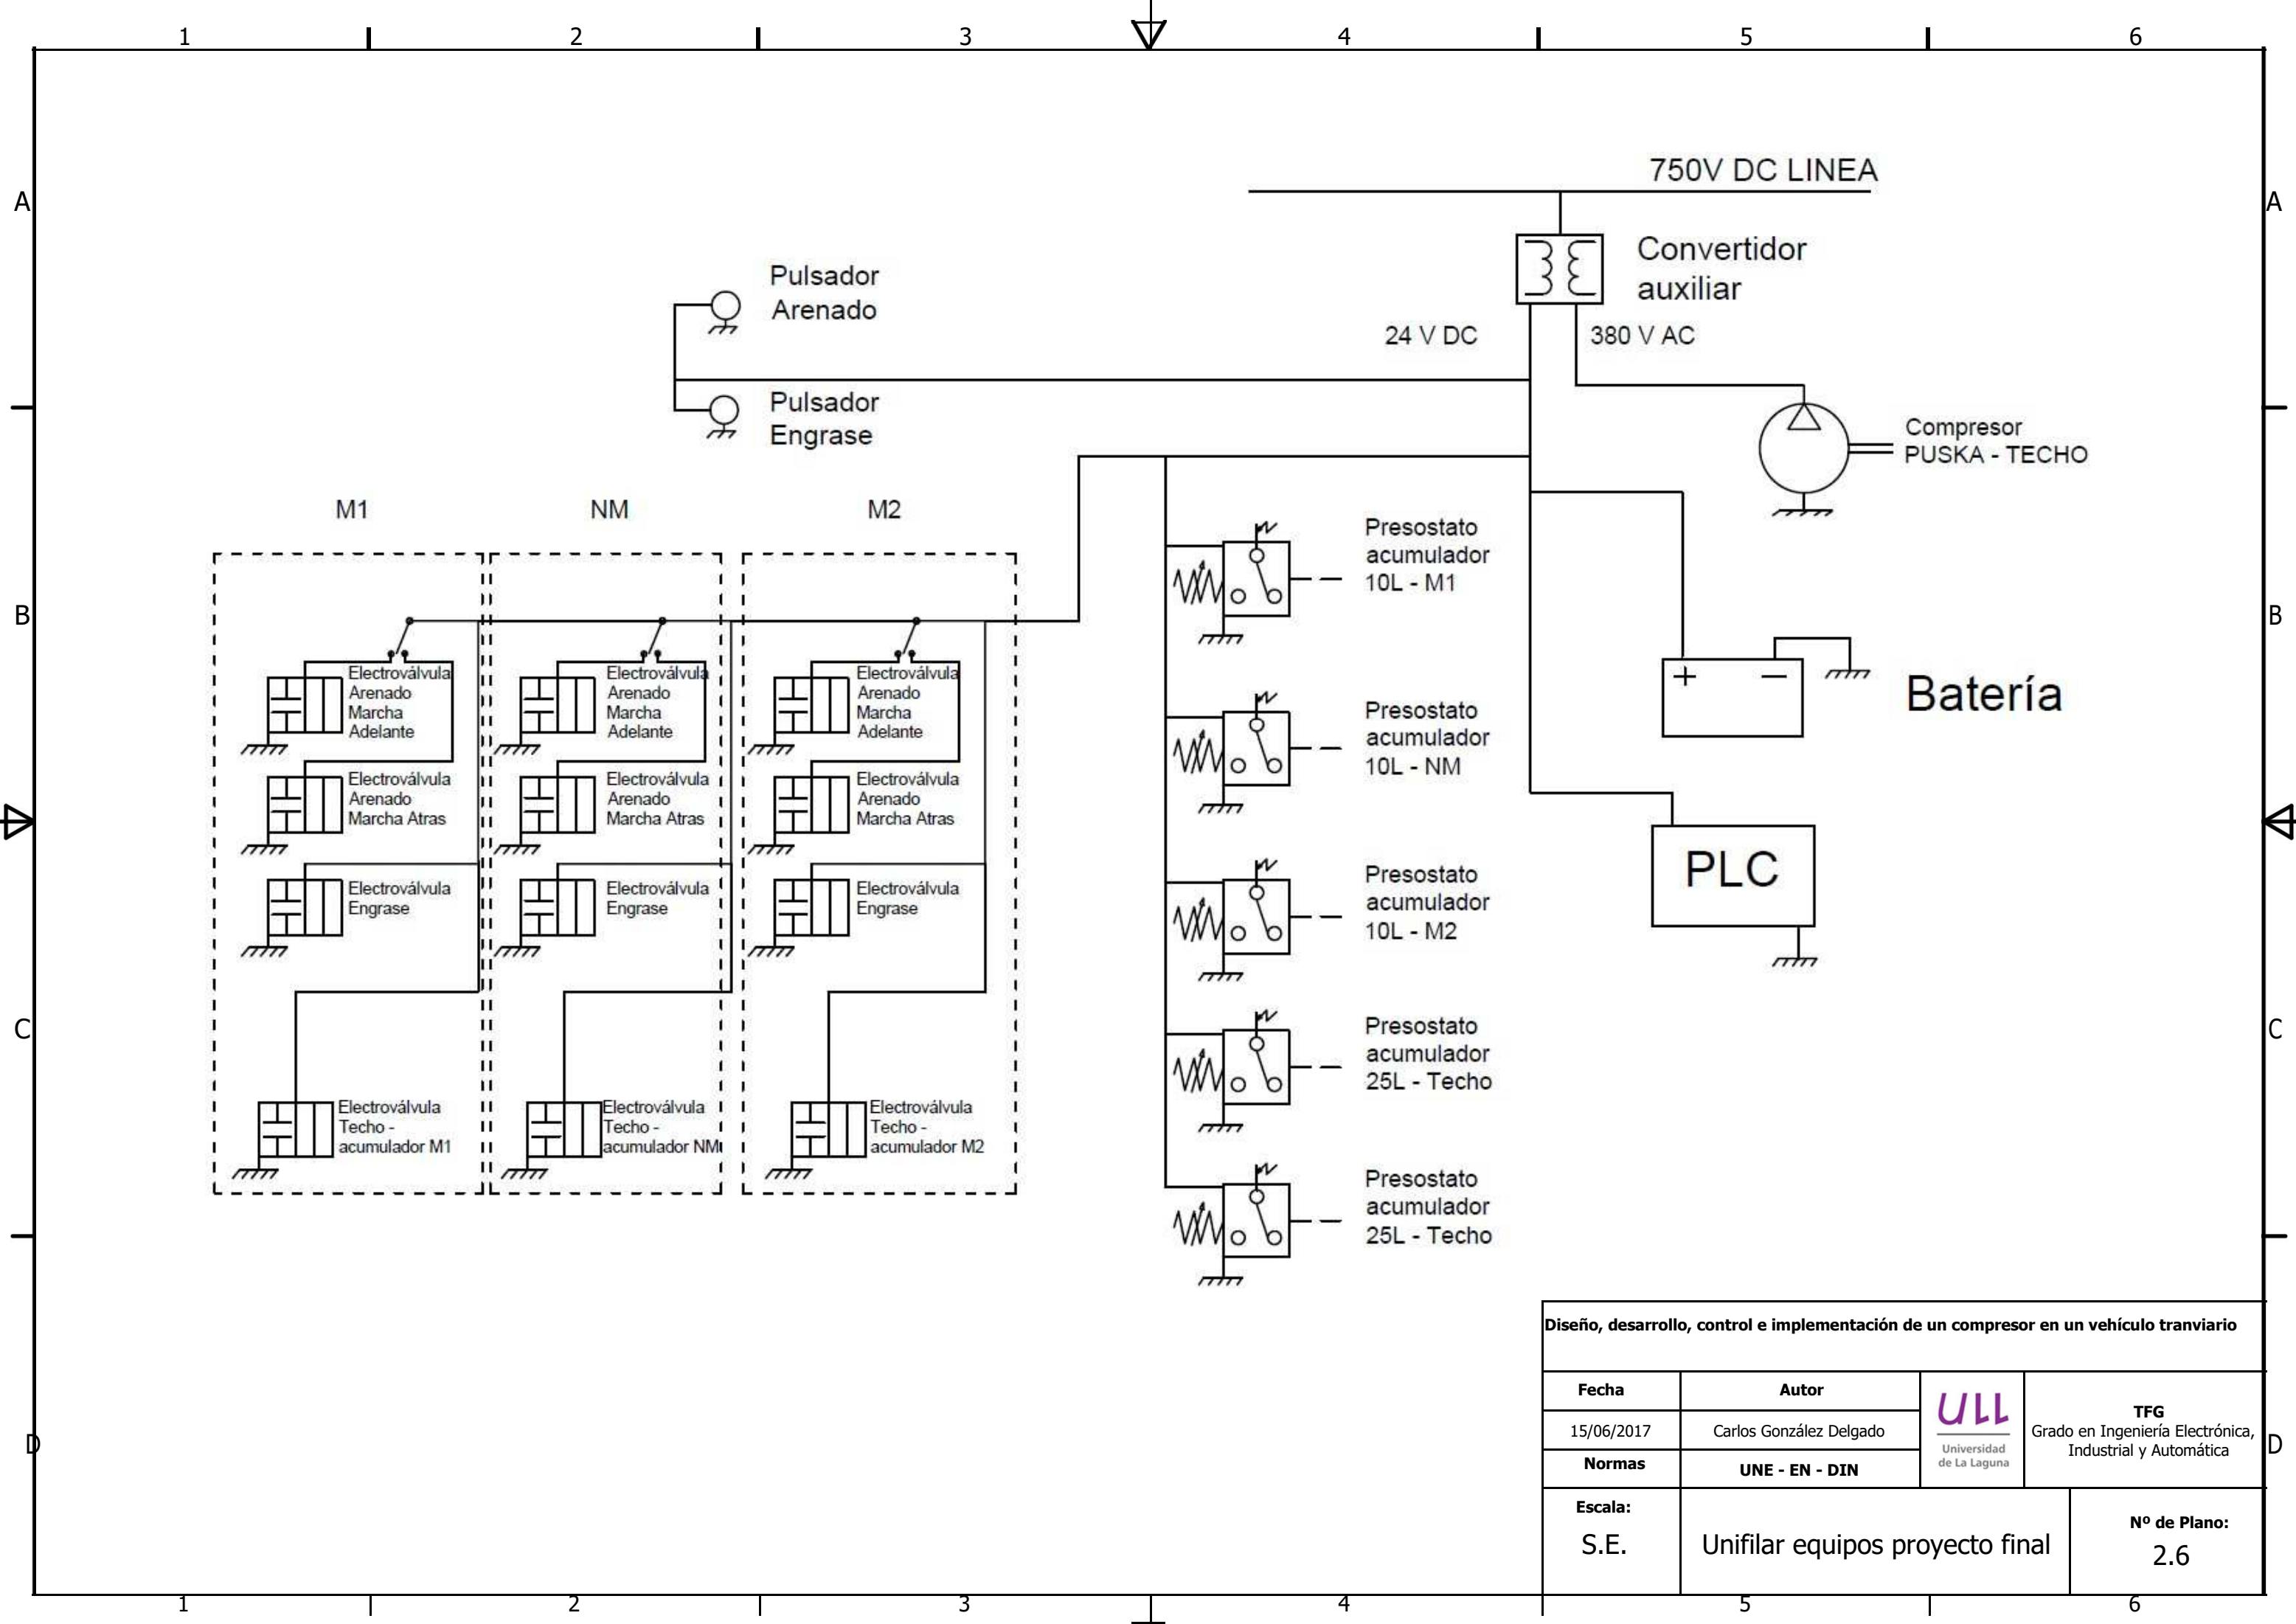 1 2 3 4 5 6
A A
B B
C C
D D
750V DC LINEA
Convertidor
auxiliar
24 V DC
380 V AC
Pulsador
Arenado
Pulsador
Engrase
Compresor
PUSKA - TECHO
M1
NM
M2
Electroválvula
Arenado
Marcha
Adelante
Electroválvula
Arenado
Marcha Atras
Electroválvula
Engrase
Electroválvula
Techo -
acumulador M1
Electroválvula
Arenado
Marcha
Adelante
Electroválvula
Arenado
Marcha Atras
Electroválvula
Engrase
Electroválvula
Techo -
acumulador NM
Electroválvula
Arenado
Marcha
Adelante
Electroválvula
Arenado
Marcha Atras
Electroválvula
Engrase
Electroválvula
Techo -
acumulador M2
Presostato
acumulador
10L - M1
Presostato
acumulador
10L - NM
Presostato
acumulador
10L - M2
Presostato
acumulador
25L - Techo
Presostato
acumulador
25L - Techo
+ −
Batería
PLC
Diseño, desarrollo, control e implementación de un compresor en un vehículo tranviario
Fecha
Autor
15/06/2017
Carlos González Delgado
Normas
UNE - EN - DIN
ULL
Universidad
de La Laguna
TFG
Grado en Ingeniería Electrónica,
Industrial y Automática
Escala:
S.E.
Unifilar equipos proyecto final
Nº de Plano:
2.6
1 2 3 4 5 6